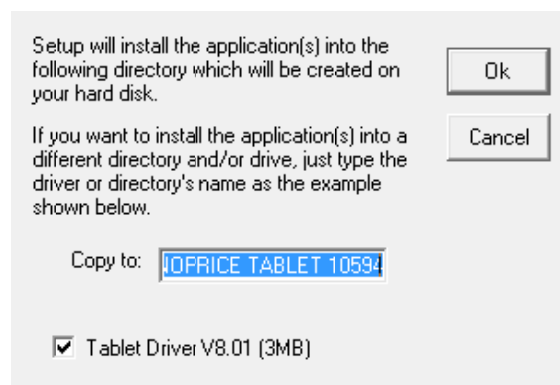 Setup will install the application(s) into the
following directory which will be created on
your hard disk.
Ok
If you want to install the application(s) into a
different directory and/or drive, just type the
driver or directory's name as the example
shown below.
Cancel
Copy to: NOPRICE TABLET 10594
Tablet Driver V8.01 (3MB)